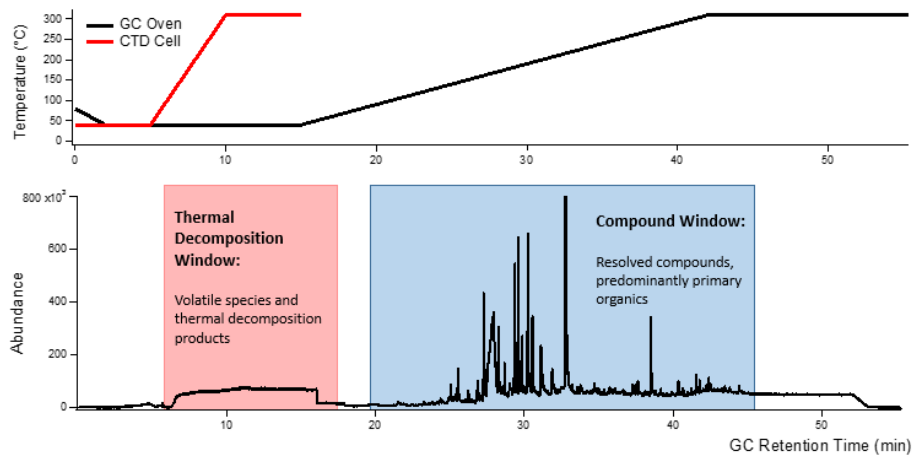 300
250
200
150
100
50
0
Temperature (°C)
GC Oven
CTD Cell
0
10
20
30
40
50
800 x10³
600
400
200
0
Abundance
Thermal
Decomposition
Window:
Volatile species and
thermal decomposition
products
Compound Window:
Resolved compounds,
predominantly primary
organics
10
20
30
40
50
GC Retention Time (min)